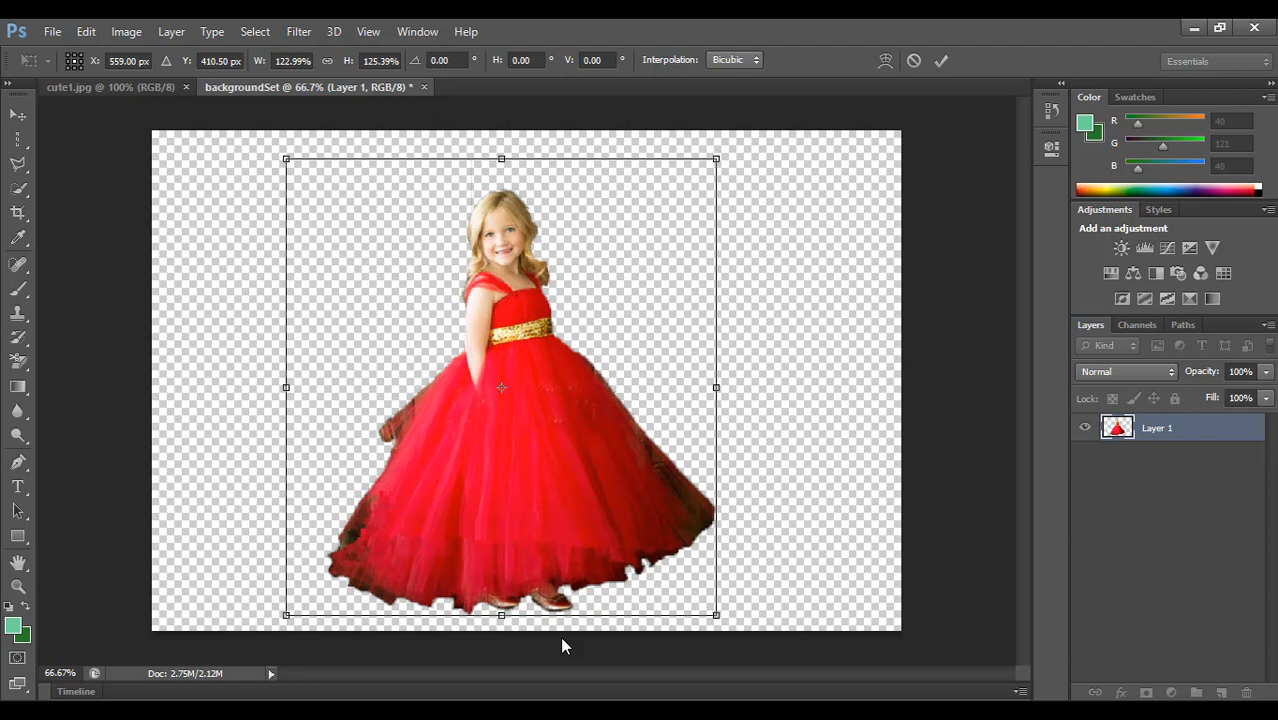 Ps File Edit Image Layer Type Select Filter 3D View Window Help
X: 559.00 px Y: 410.50 px W: 122.99% H: 125.39% 0.00 ° H: 0.00 ° V: 0.00 ° Interpolation: Bicubic Essentials
cute1.jpg @ 100% (RGB/8) × backgroundSet @ 66.7% (Layer 1, RGB/8) * ×
Color Swatches
R 40
G 121
B 40
Adjustments Styles
Add an adjustment
Layers Channels Paths
Kind
Normal Opacity: 100%
Lock: Fill: 100%
Layer 1
66.67% Doc: 2.75M/2.12M
Timeline